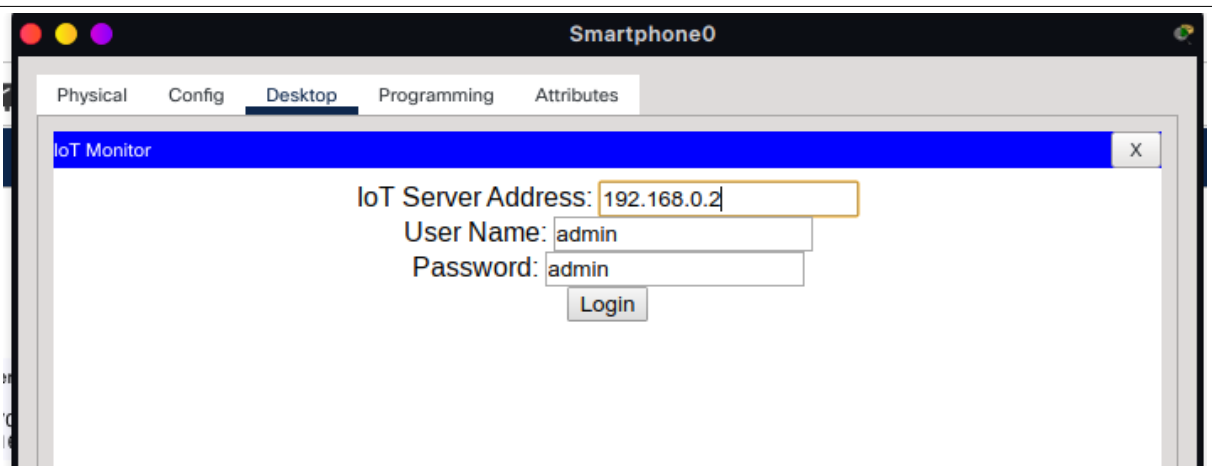 Smartphone0
Physical Config Desktop Programming Attributes
IoT Monitor X
IoT Server Address: 192.168.0.2
User Name: admin
Password: admin
Login